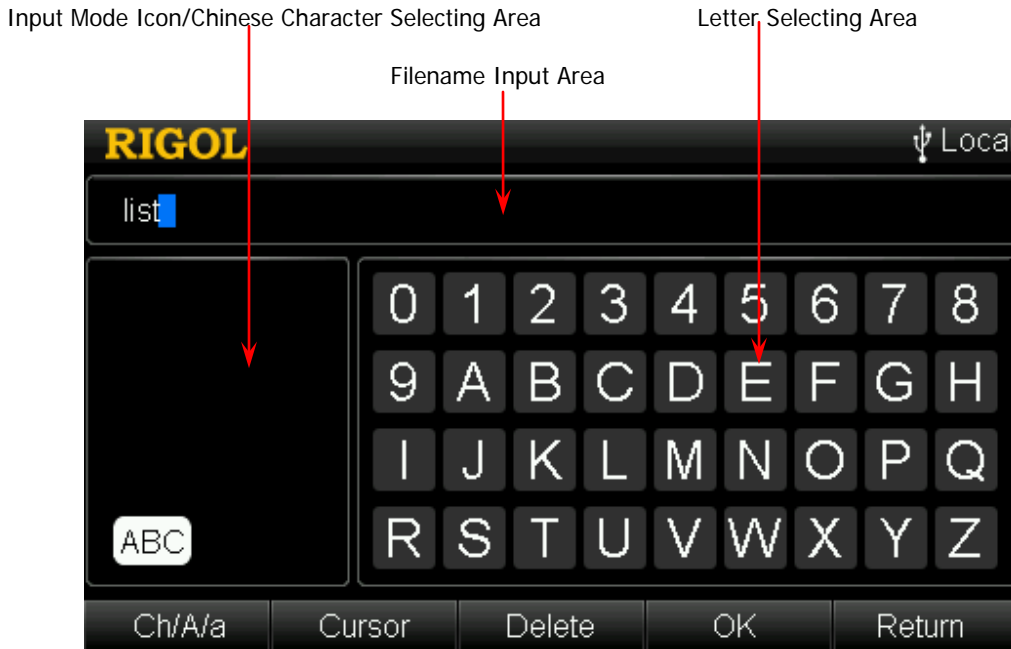 Input Mode Icon/Chinese Character Selecting Area Letter Selecting Area
Filename Input Area
RIGOL Loca
list
0 1 2 3 4 5 6 7 8
9 A B C D E F G H
I J K L M N O P Q
ABC R S T U V W X Y Z
Ch/A/a Cursor Delete OK Return